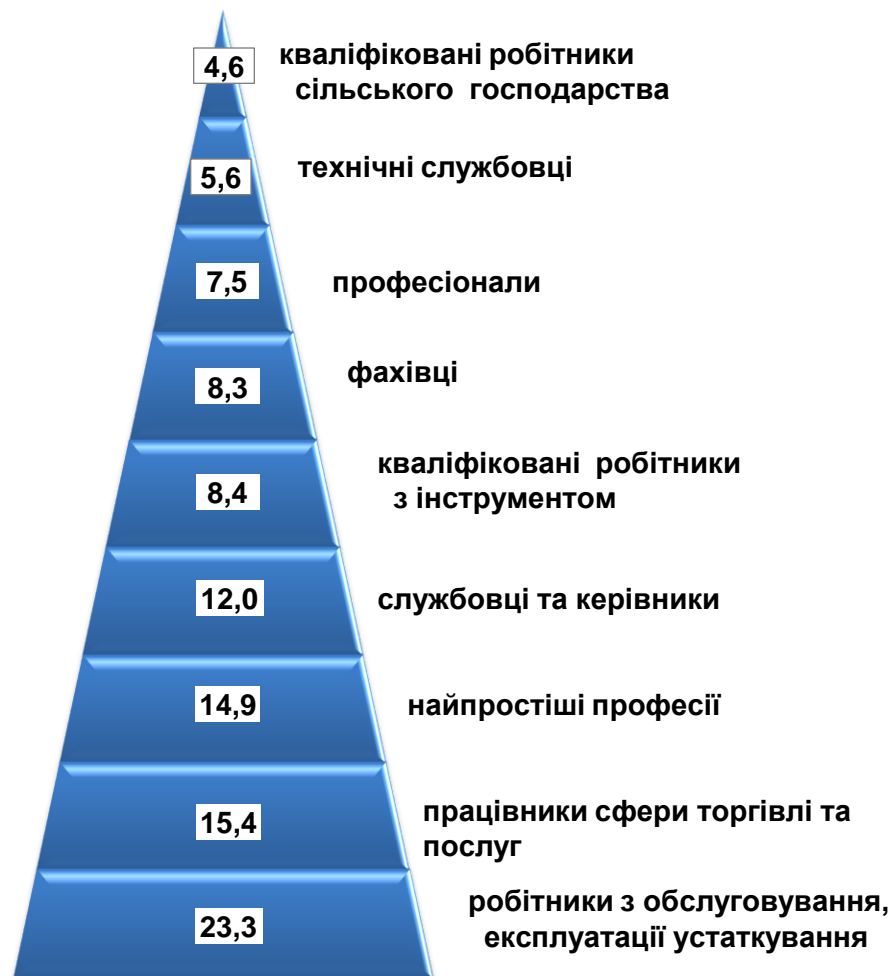 4,6
кваліфіковані робітники
сільського господарства
5,6
технічні службовці
7,5
професіонали
8,3
фахівці
8,4
кваліфіковані робітники
з інструментом
12,0
службовці та керівники
14,9
найпростіші професії
15,4
працівники сфери торгівлі та
послуг
23,3
робітники з обслуговування,
експлуатації устаткування